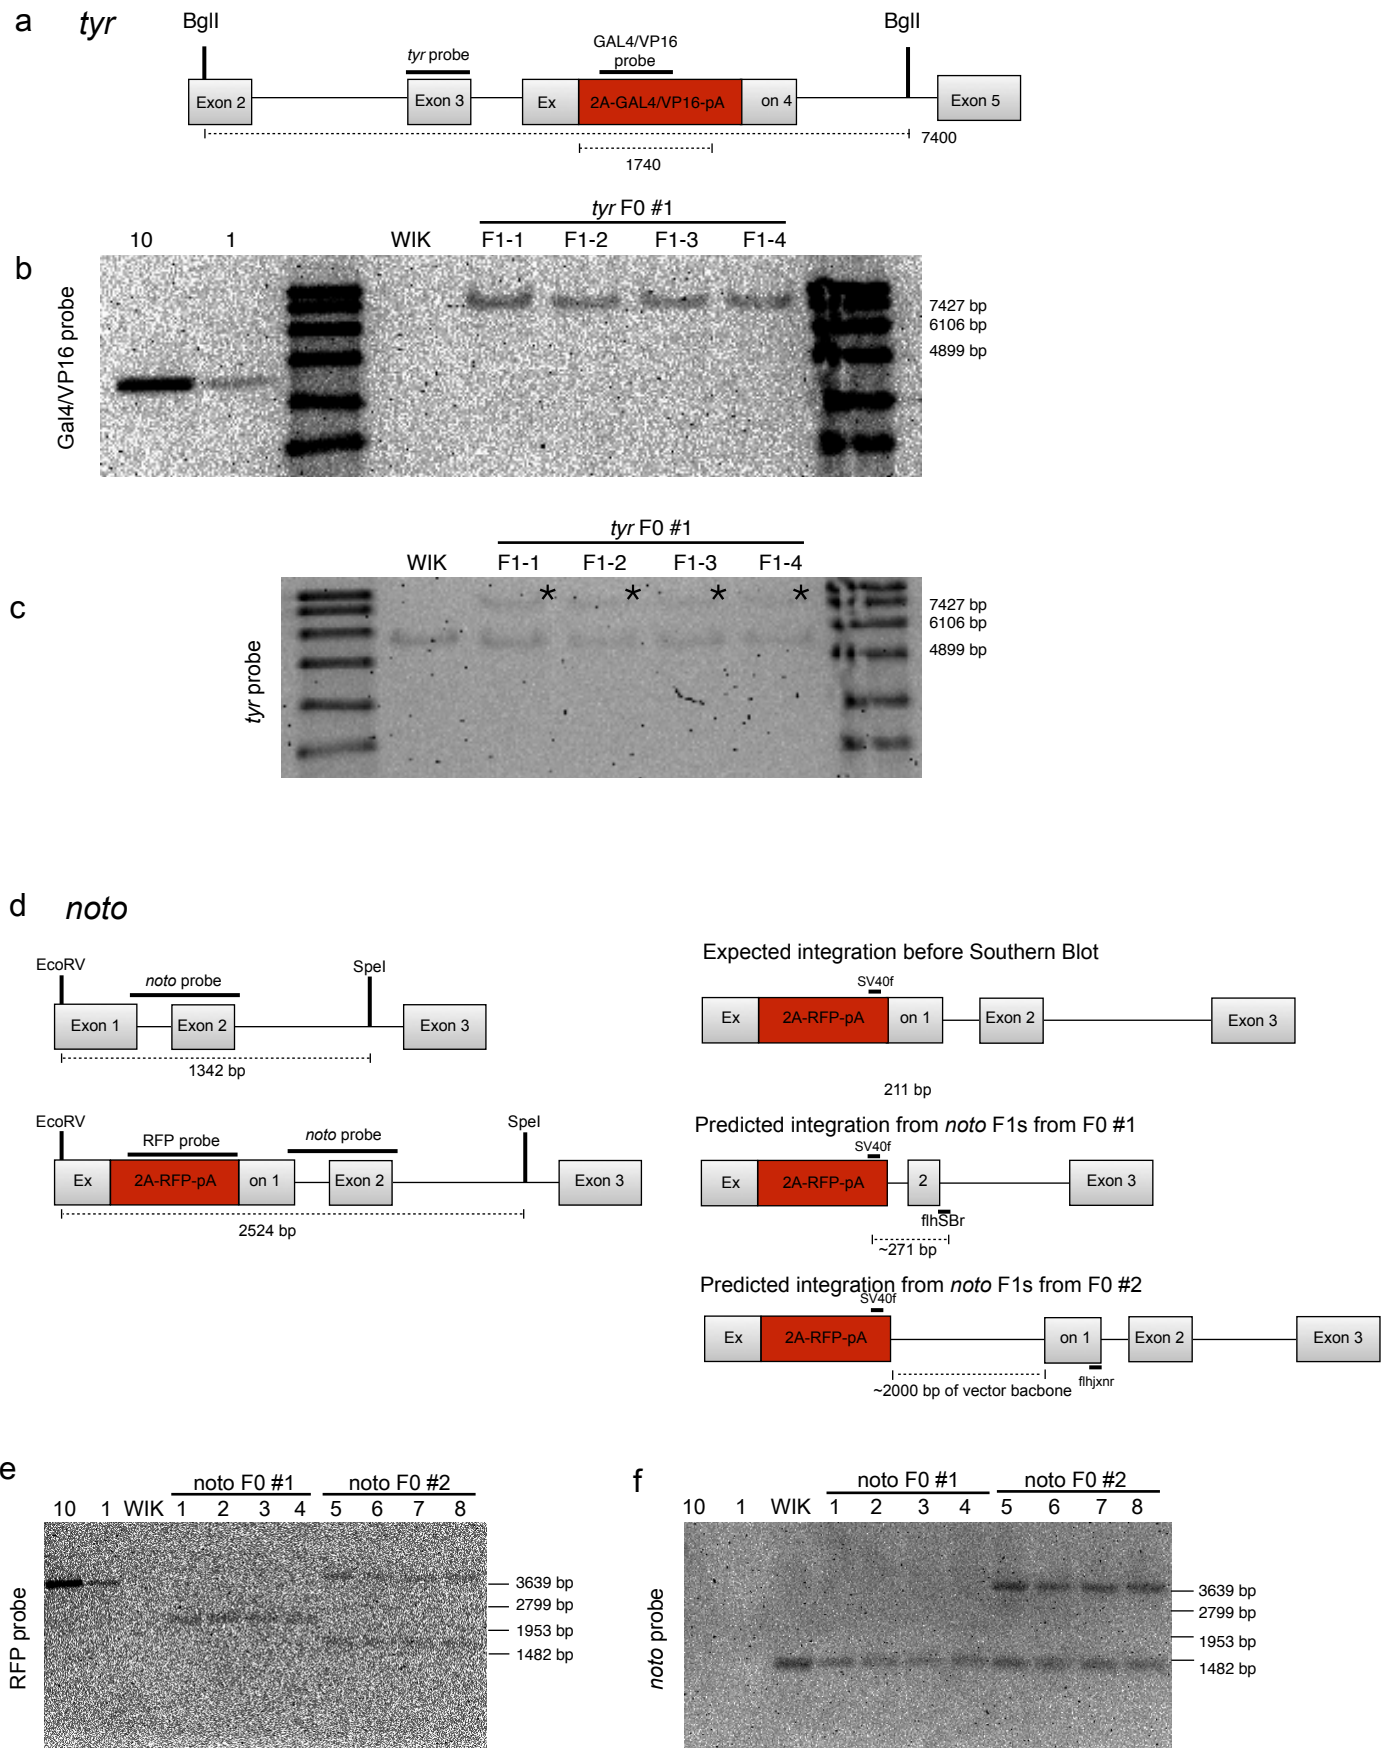 a tyr
BglI BglI
tyr probe GAL4/VP16 probe
Exon 2 Exon 3 Ex 2A-GAL4/VP16-pA on 4 Exon 5
7400
1740
tyr F0 #1
10 1 WIK F1-1 F1-2 F1-3 F1-4
b
Gal4/VP16 probe
7427 bp
6106 bp
4899 bp
tyr F0 #1
WIK F1-1 F1-2 F1-3 F1-4
c
tyr probe
* * * *
7427 bp
6106 bp
4899 bp
d noto
EcoRV SpeI
noto probe
Exon 1 Exon 2 Exon 3
1342 bp
EcoRV SpeI
RFP probe noto probe
Ex 2A-RFP-pA on 1 Exon 2 Exon 3
2524 bp
Expected integration before Southern Blot
SV40f
Ex 2A-RFP-pA on 1 Exon 2 Exon 3
211 bp
Predicted integration from noto F1s from F0 #1
SV40f
Ex 2A-RFP-pA 2 Exon 3
flhSBr
~271 bp
Predicted integration from noto F1s from F0 #2
SV40f
Ex 2A-RFP-pA on 1 Exon 2 Exon 3
flhjxnr
~2000 bp of vector bacbone
e
noto F0 #1 noto F0 #2
10 1 WIK 1 2 3 4 5 6 7 8
RFP probe
3639 bp
2799 bp
1953 bp
1482 bp
f
noto F0 #1 noto F0 #2
10 1 WIK 1 2 3 4 5 6 7 8
noto probe
3639 bp
2799 bp
1953 bp
1482 bp